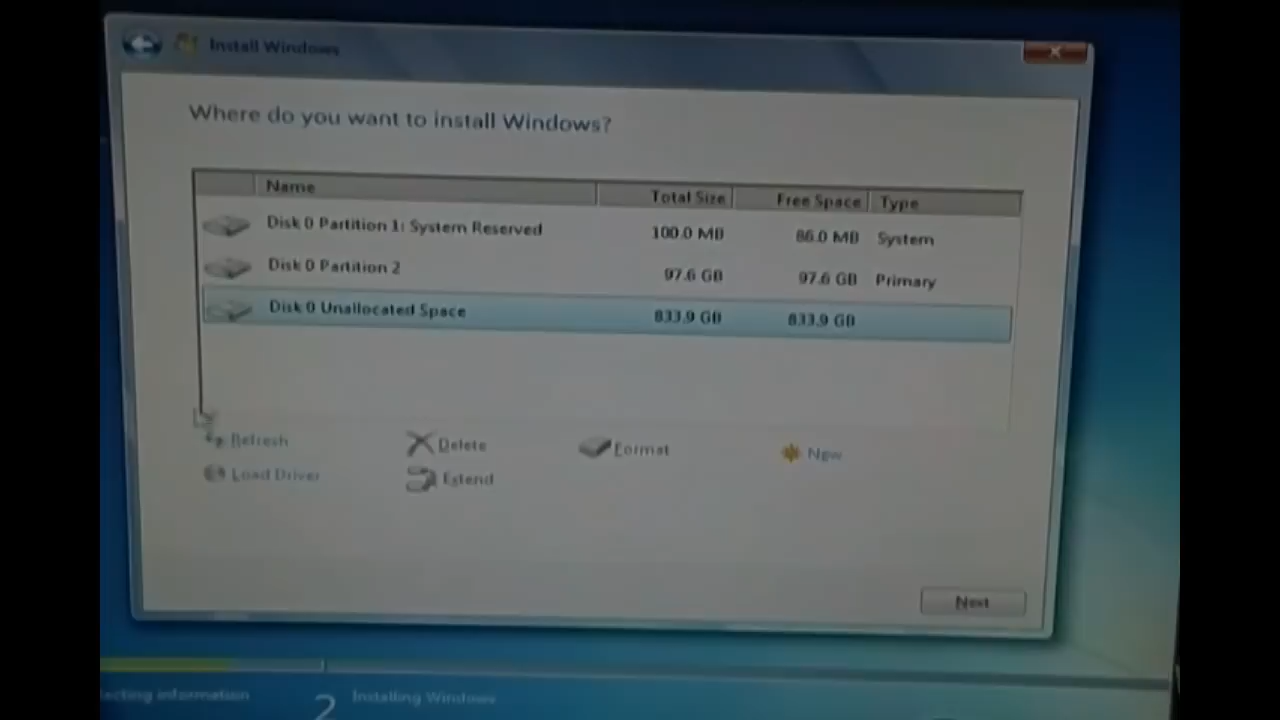 Install Windows
Where do you want to install Windows?
Name Total Size Free Space Type
Disk 0 Partition 1: System Reserved 100.0 MB 86.0 MB System
Disk 0 Partition 2 97.6 GB 97.6 GB Primary
Disk 0 Unallocated Space 833.9 GB 833.9 GB
Refresh Delete Format New
Load Driver Extend
Next
information 2 Installing Windows